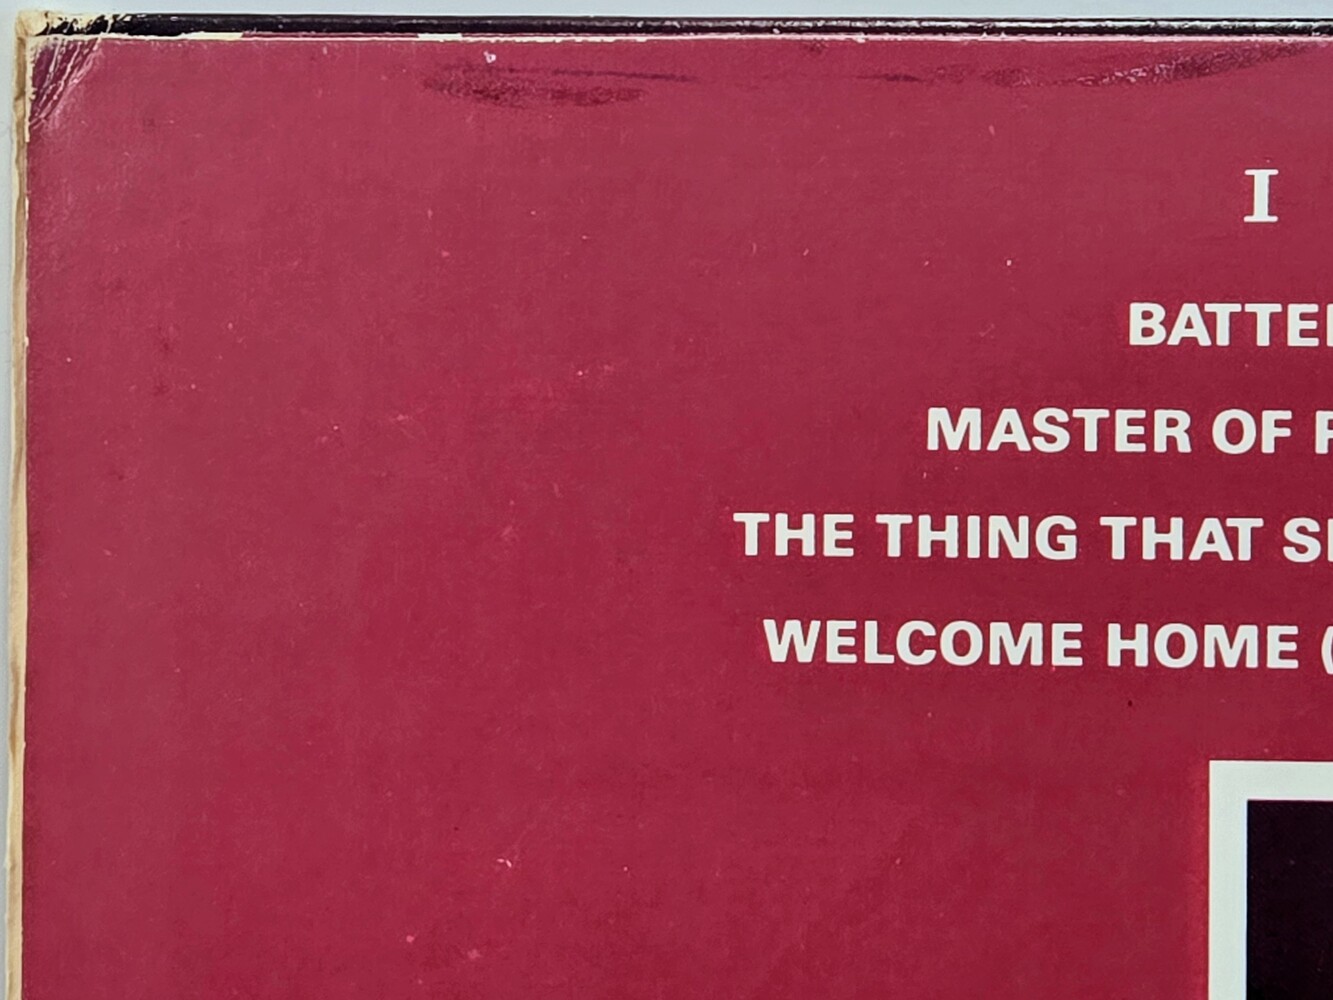 I
BATTE
MASTER OF
THE THING THAT S
WELCOME HOME (